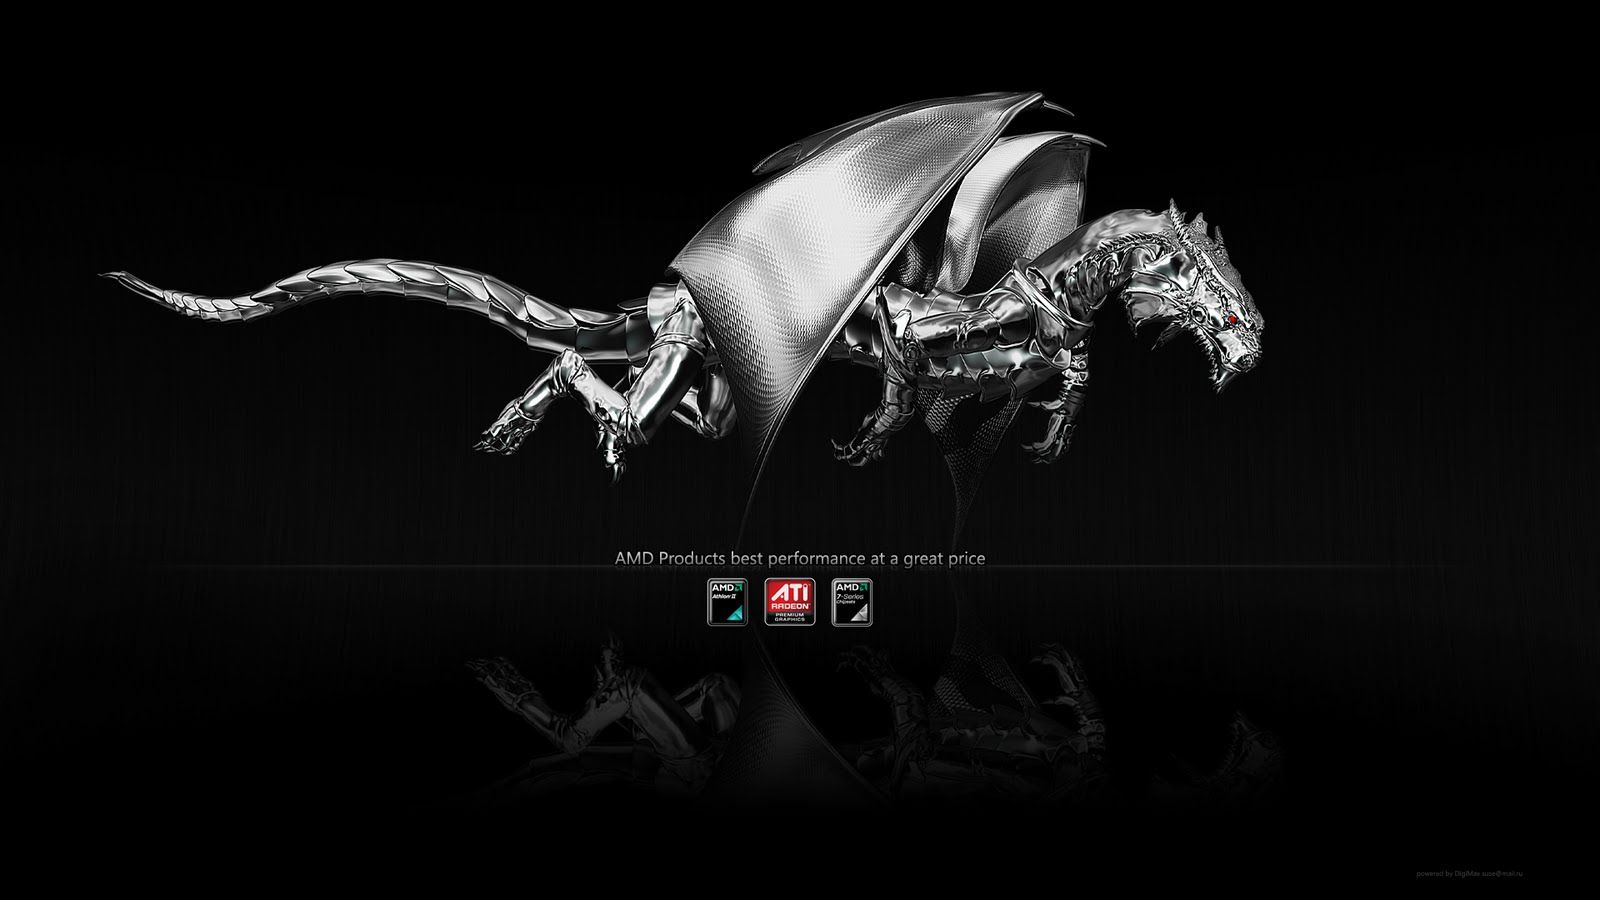 AMD Products best performance at a great price
AMD
Athlon II
ATI
RADEON
PREMIUM
GRAPHICS
AMD
7-Series
Chipsets
powered by DigiMax suse@mail.ru